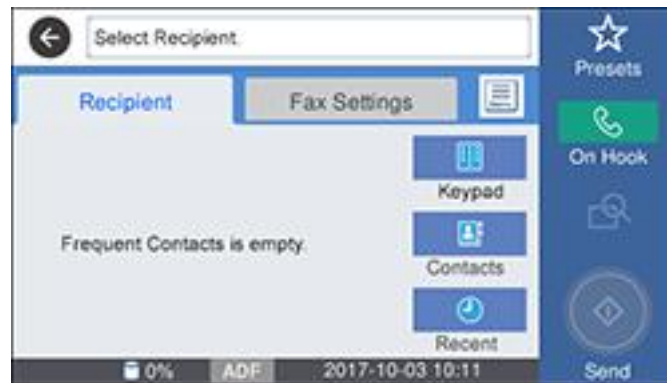 Select Recipient.
Presets
Recipient
Fax Settings
On Hook
Keypad
Frequent Contacts is empty.
Contacts
Recent
0% ADF 2017-10-03 10:11
Send